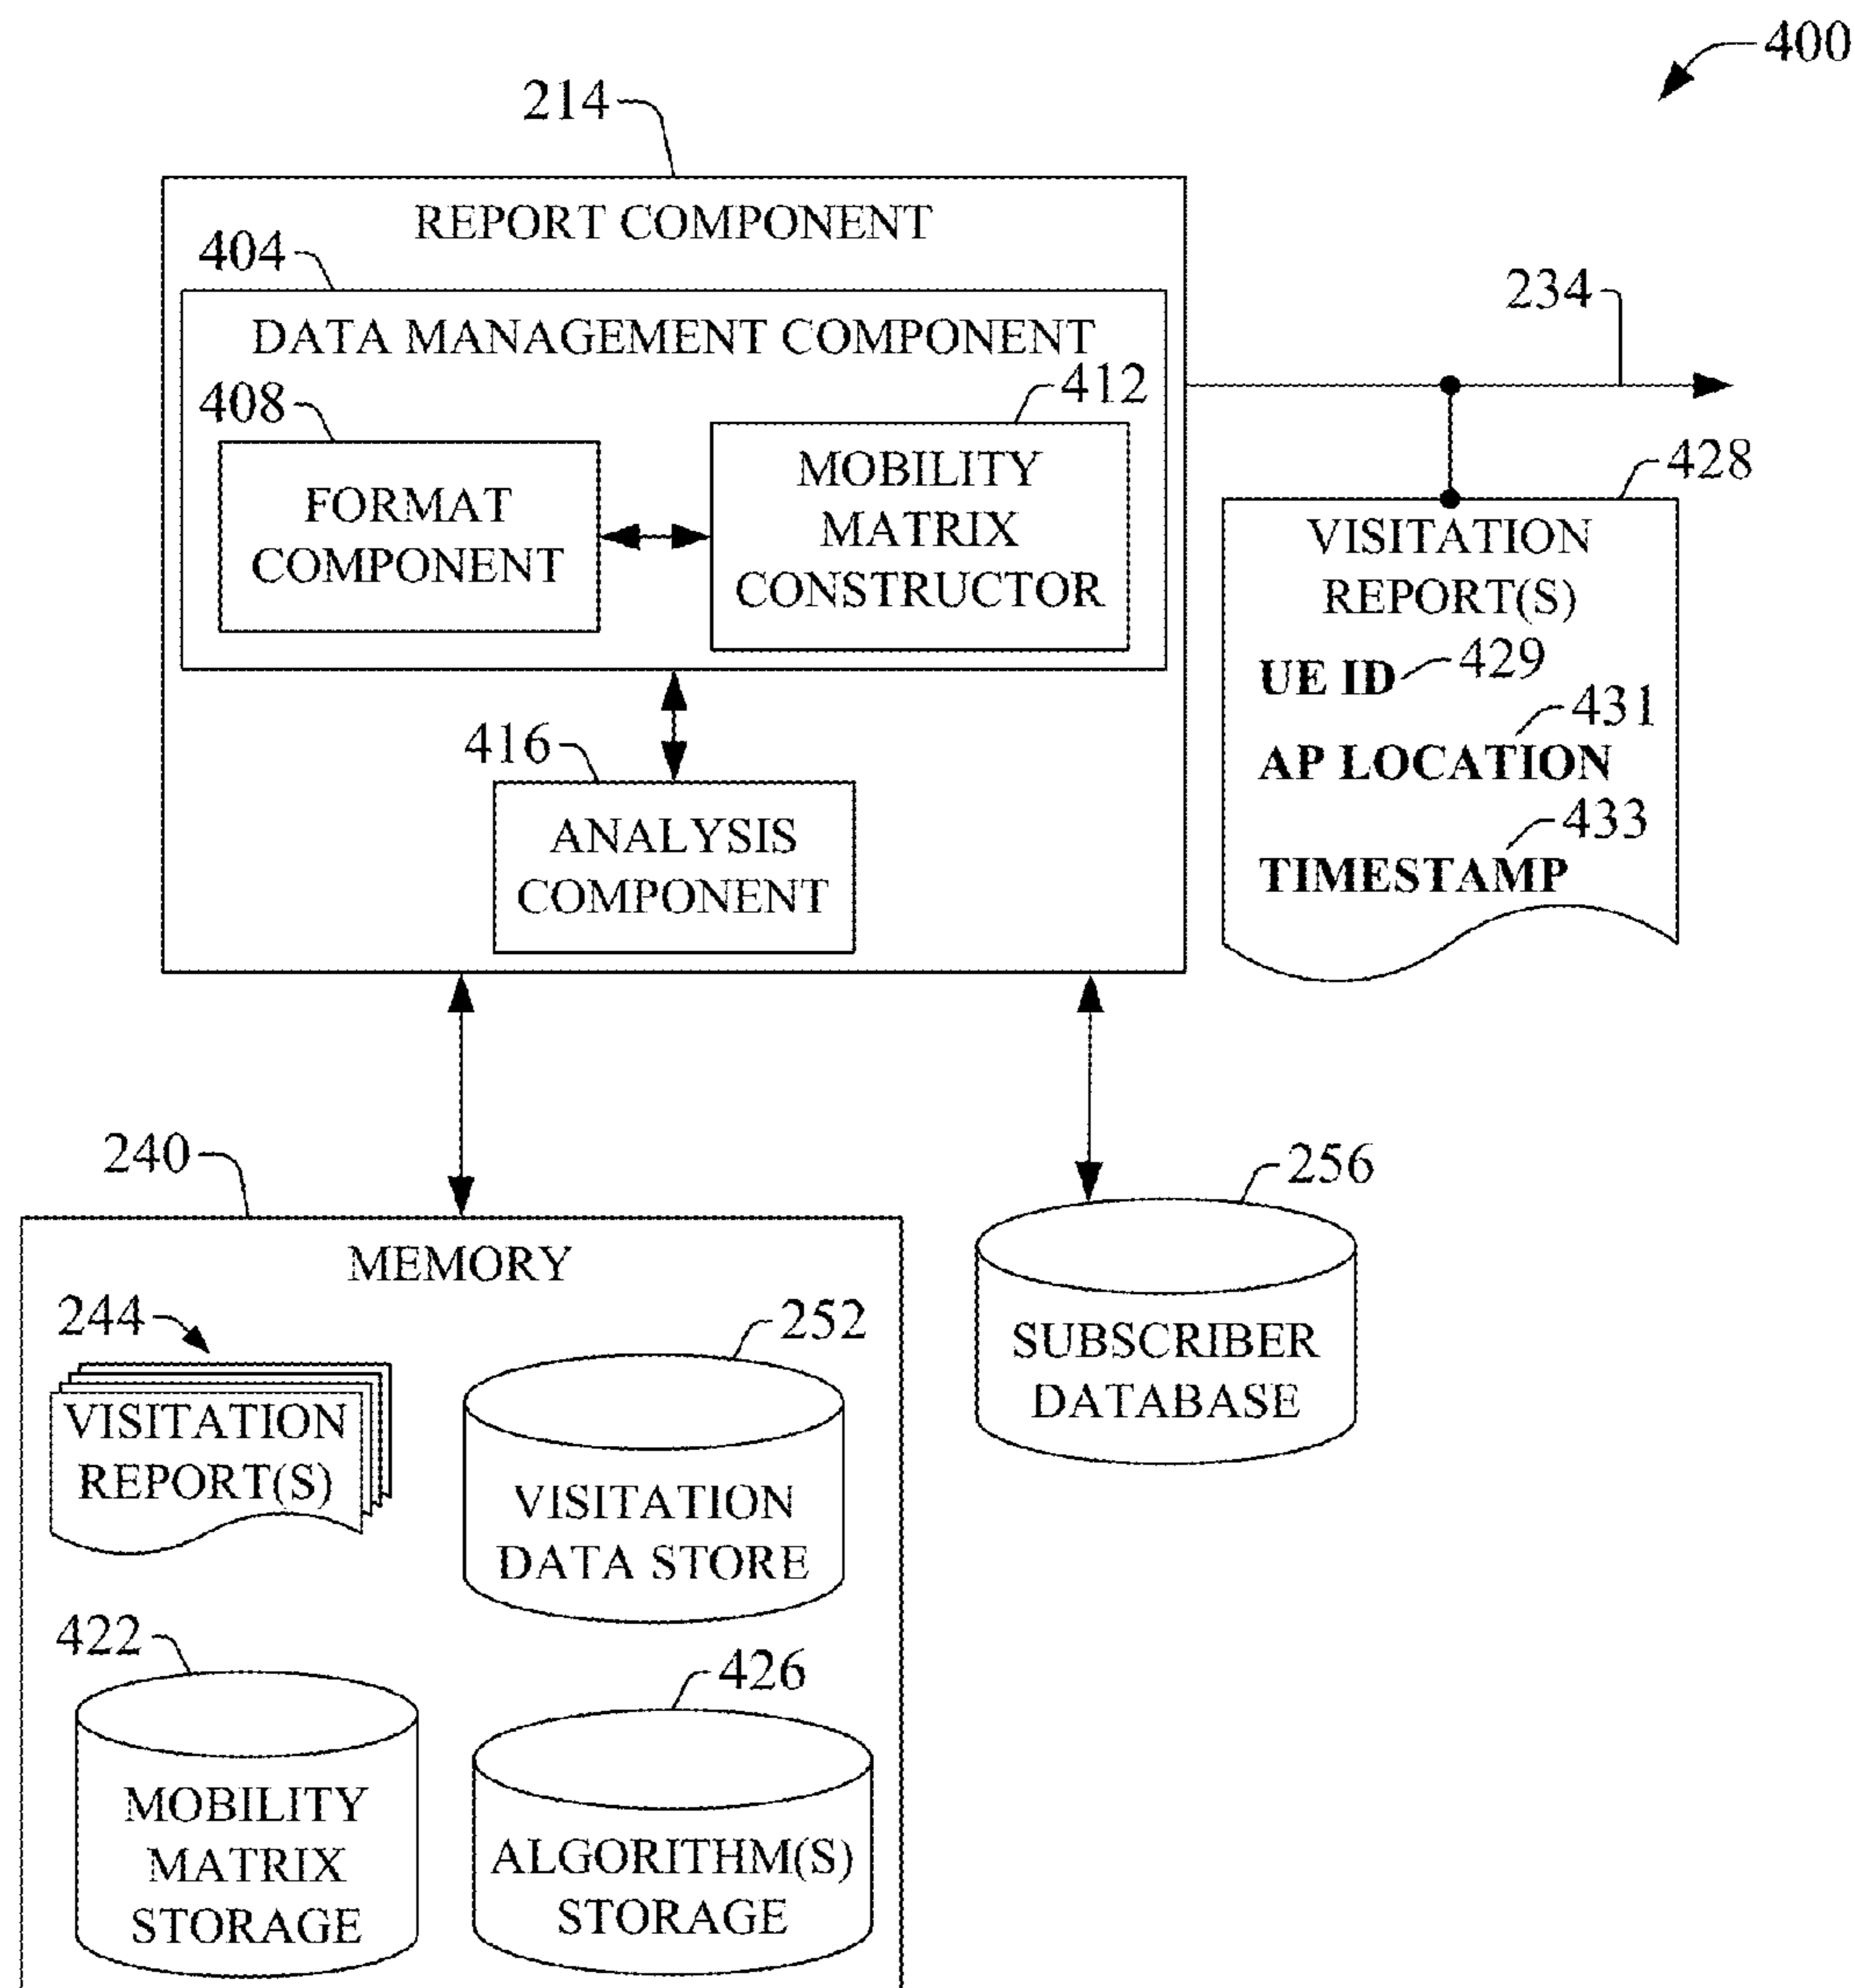 400
214
REPORT COMPONENT
404
DATA MANAGEMENT COMPONENT
408
FORMAT
COMPONENT
412
MOBILITY
MATRIX
CONSTRUCTOR
416
ANALYSIS
COMPONENT
234
428
VISITATION
REPORT(S)
UE ID 429
431
AP LOCATION
433
TIMESTAMP
240
MEMORY
244
VISITATION
REPORT(S)
252
VISITATION
DATA STORE
422
MOBILITY
MATRIX
STORAGE
426
ALGORITHM(S)
STORAGE
256
SUBSCRIBER
DATABASE